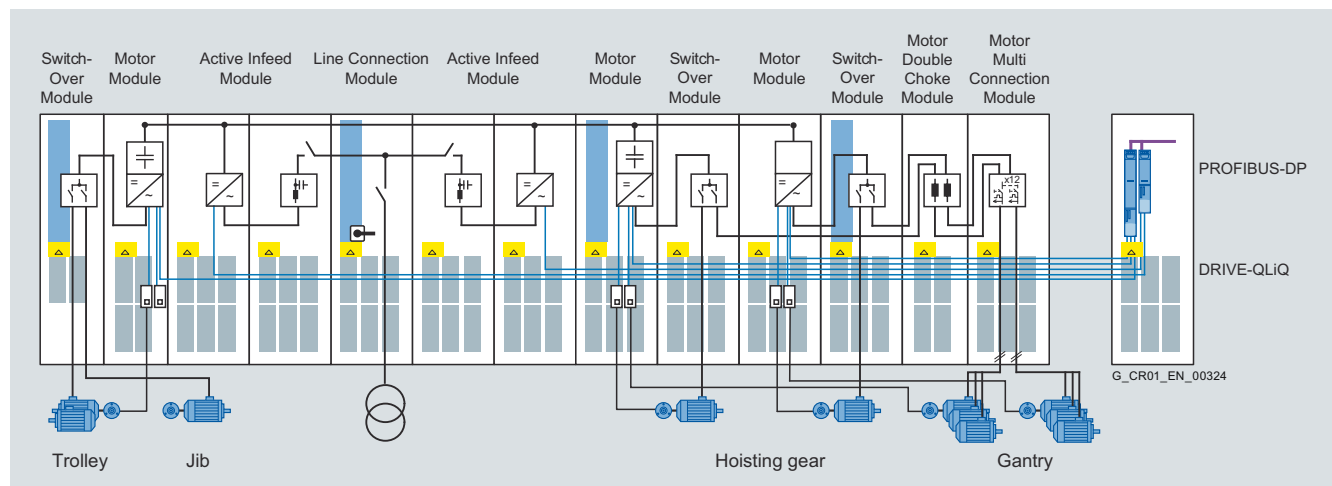 Switch-
Over
Module
Motor
Module
Active Infeed
Module
Line Connection
Module
Active Infeed
Module
Motor
Module
Switch-
Over
Module
Motor
Module
Switch-
Over
Module
Motor
Double
Choke
Module
Motor
Multi
Connection
Module
=
~
=
~
=
~
=
~
=
~
x12
PROFIBUS-DP
DRIVE-QLiQ
G_CR01_EN_00324
Trolley
Jib
Hoisting gear
Gantry